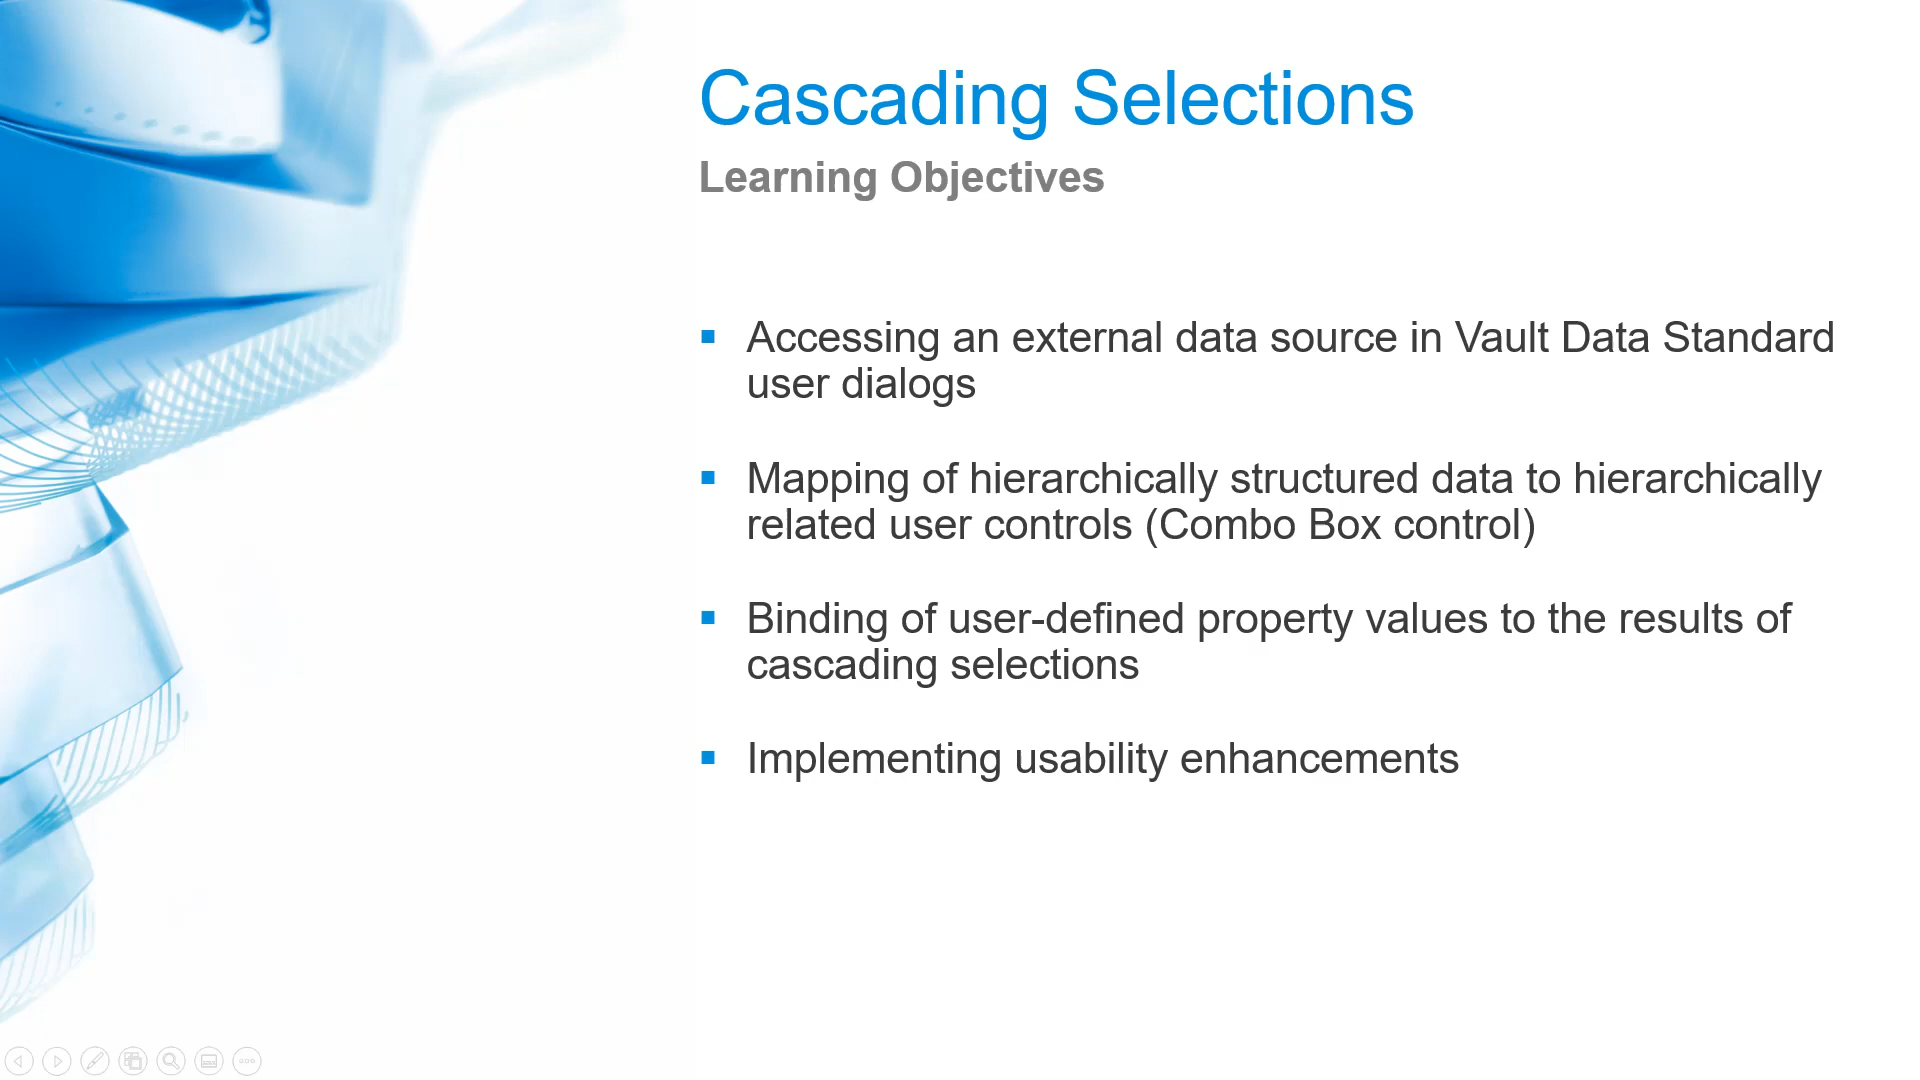 Cascading Selections
Learning Objectives
▪ Accessing an external data source in Vault Data Standard
user dialogs
▪ Mapping of hierarchically structured data to hierarchically
related user controls (Combo Box control)
▪ Binding of user-defined property values to the results of
cascading selections
▪ Implementing usability enhancements